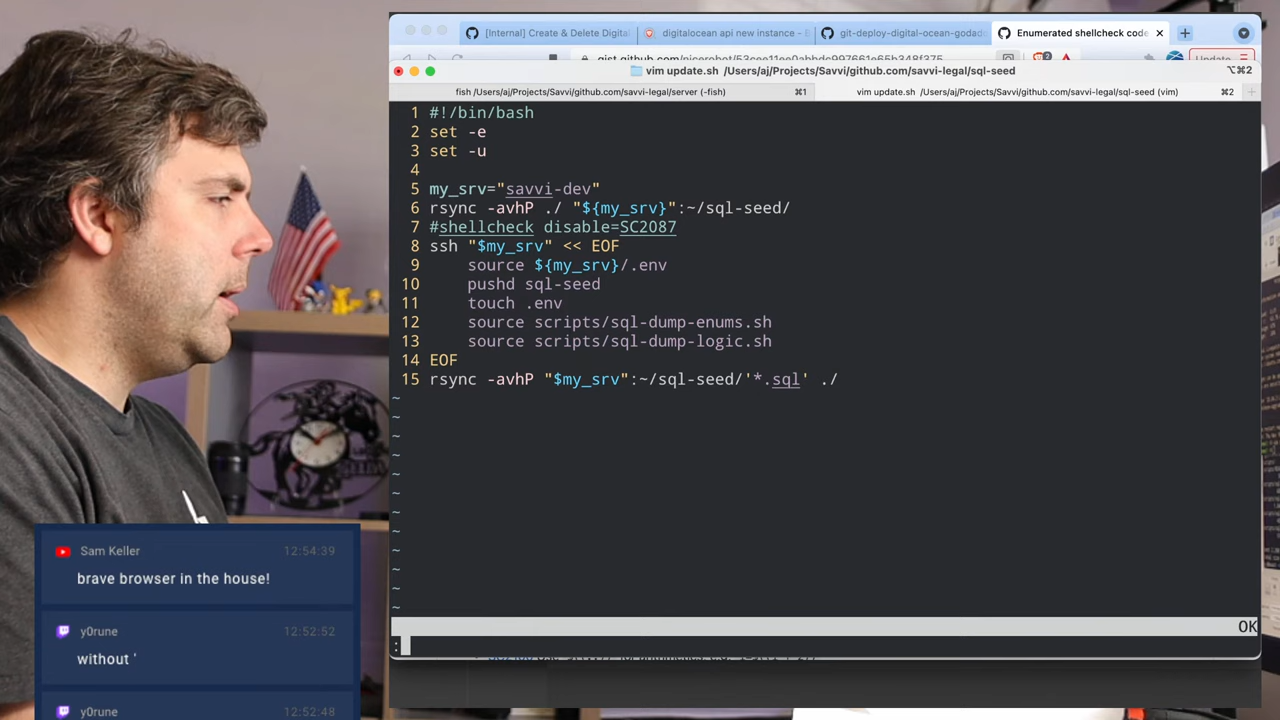 [Internal] Create & Delete Digital
digitalocean api new instance - B
git-deploy-digital-ocean-godadd
Enumerated shellcheck code
Update
vim update.sh /Users/aj/Projects/Savvi/github.com/savvi-legal/sql-seed
⌥⌘2
fish /Users/aj/Projects/Savvi/github.com/savvi-legal/server (-fish)
⌘1
vim update.sh /Users/aj/Projects/Savvi/github.com/savvi-legal/sql-seed (vim)
⌘2
1 #!/bin/bash
2 set -e
3 set -u
4
5 my_srv="savvi-dev"
6 rsync -avhP ./ "${my_srv}":~/sql-seed/
7 #shellcheck disable=SC2087
8 ssh "$my_srv" << EOF
9     source ${my_srv}/.env
10     pushd sql-seed
11     touch .env
12     source scripts/sql-dump-enums.sh
13     source scripts/sql-dump-logic.sh
14 EOF
15 rsync -avhP "$my_srv":~/sql-seed/'*.sql' ./
~
~
~
~
~
~
~
~
~
~
~
~
OK
:
Sam Keller 12:54:39
brave browser in the house!
y0rune 12:52:52
without '
y0rune 12:52:48